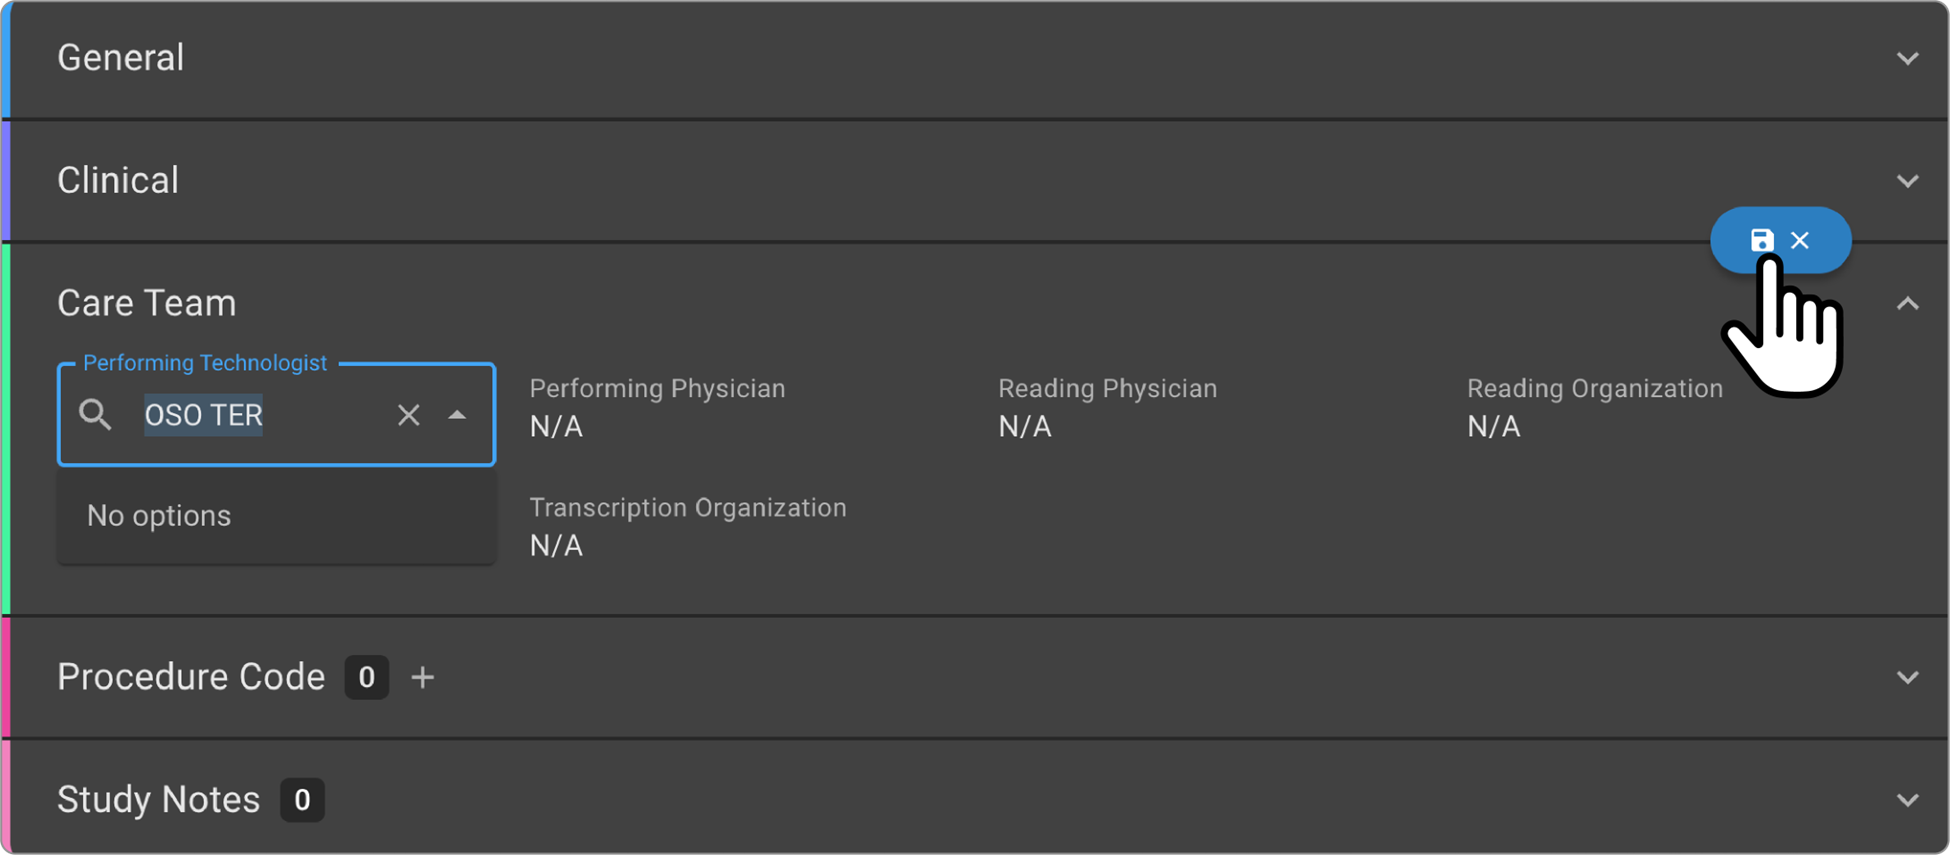 General
Clinical
Care Team
Performing Technologist
OSO TER
No options
Performing Physician
N/A
Reading Physician
N/A
Reading Organization
N/A
Transcription Organization
N/A
Procedure Code 0 +
Study Notes 0